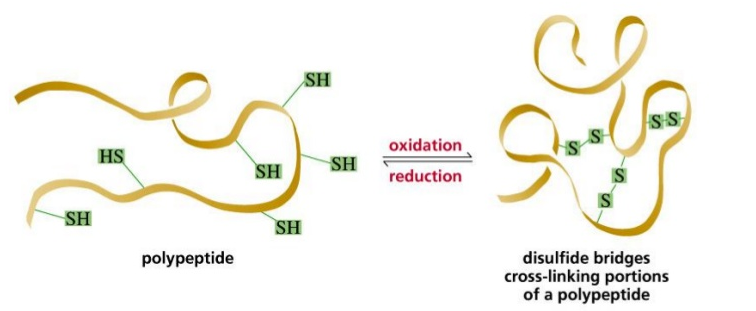 SH
HS
SH
SH
SH
SH
polypeptide
oxidation
reduction
S S
S
S
S
S
disulfide bridges
cross-linking portions
of a polypeptide